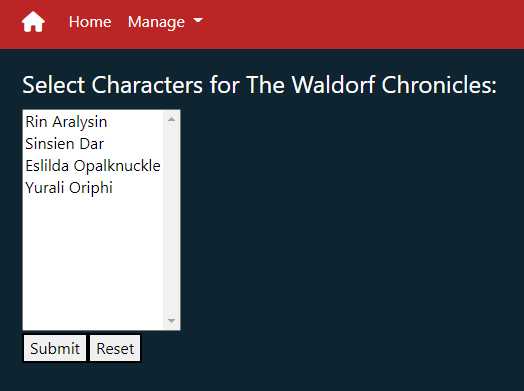 Home Manage
Select Characters for The Waldorf Chronicles:
Rin Aralysin
Sinsien Dar
Eslilda Opalknuckle
Yurali Oriphi
Submit Reset